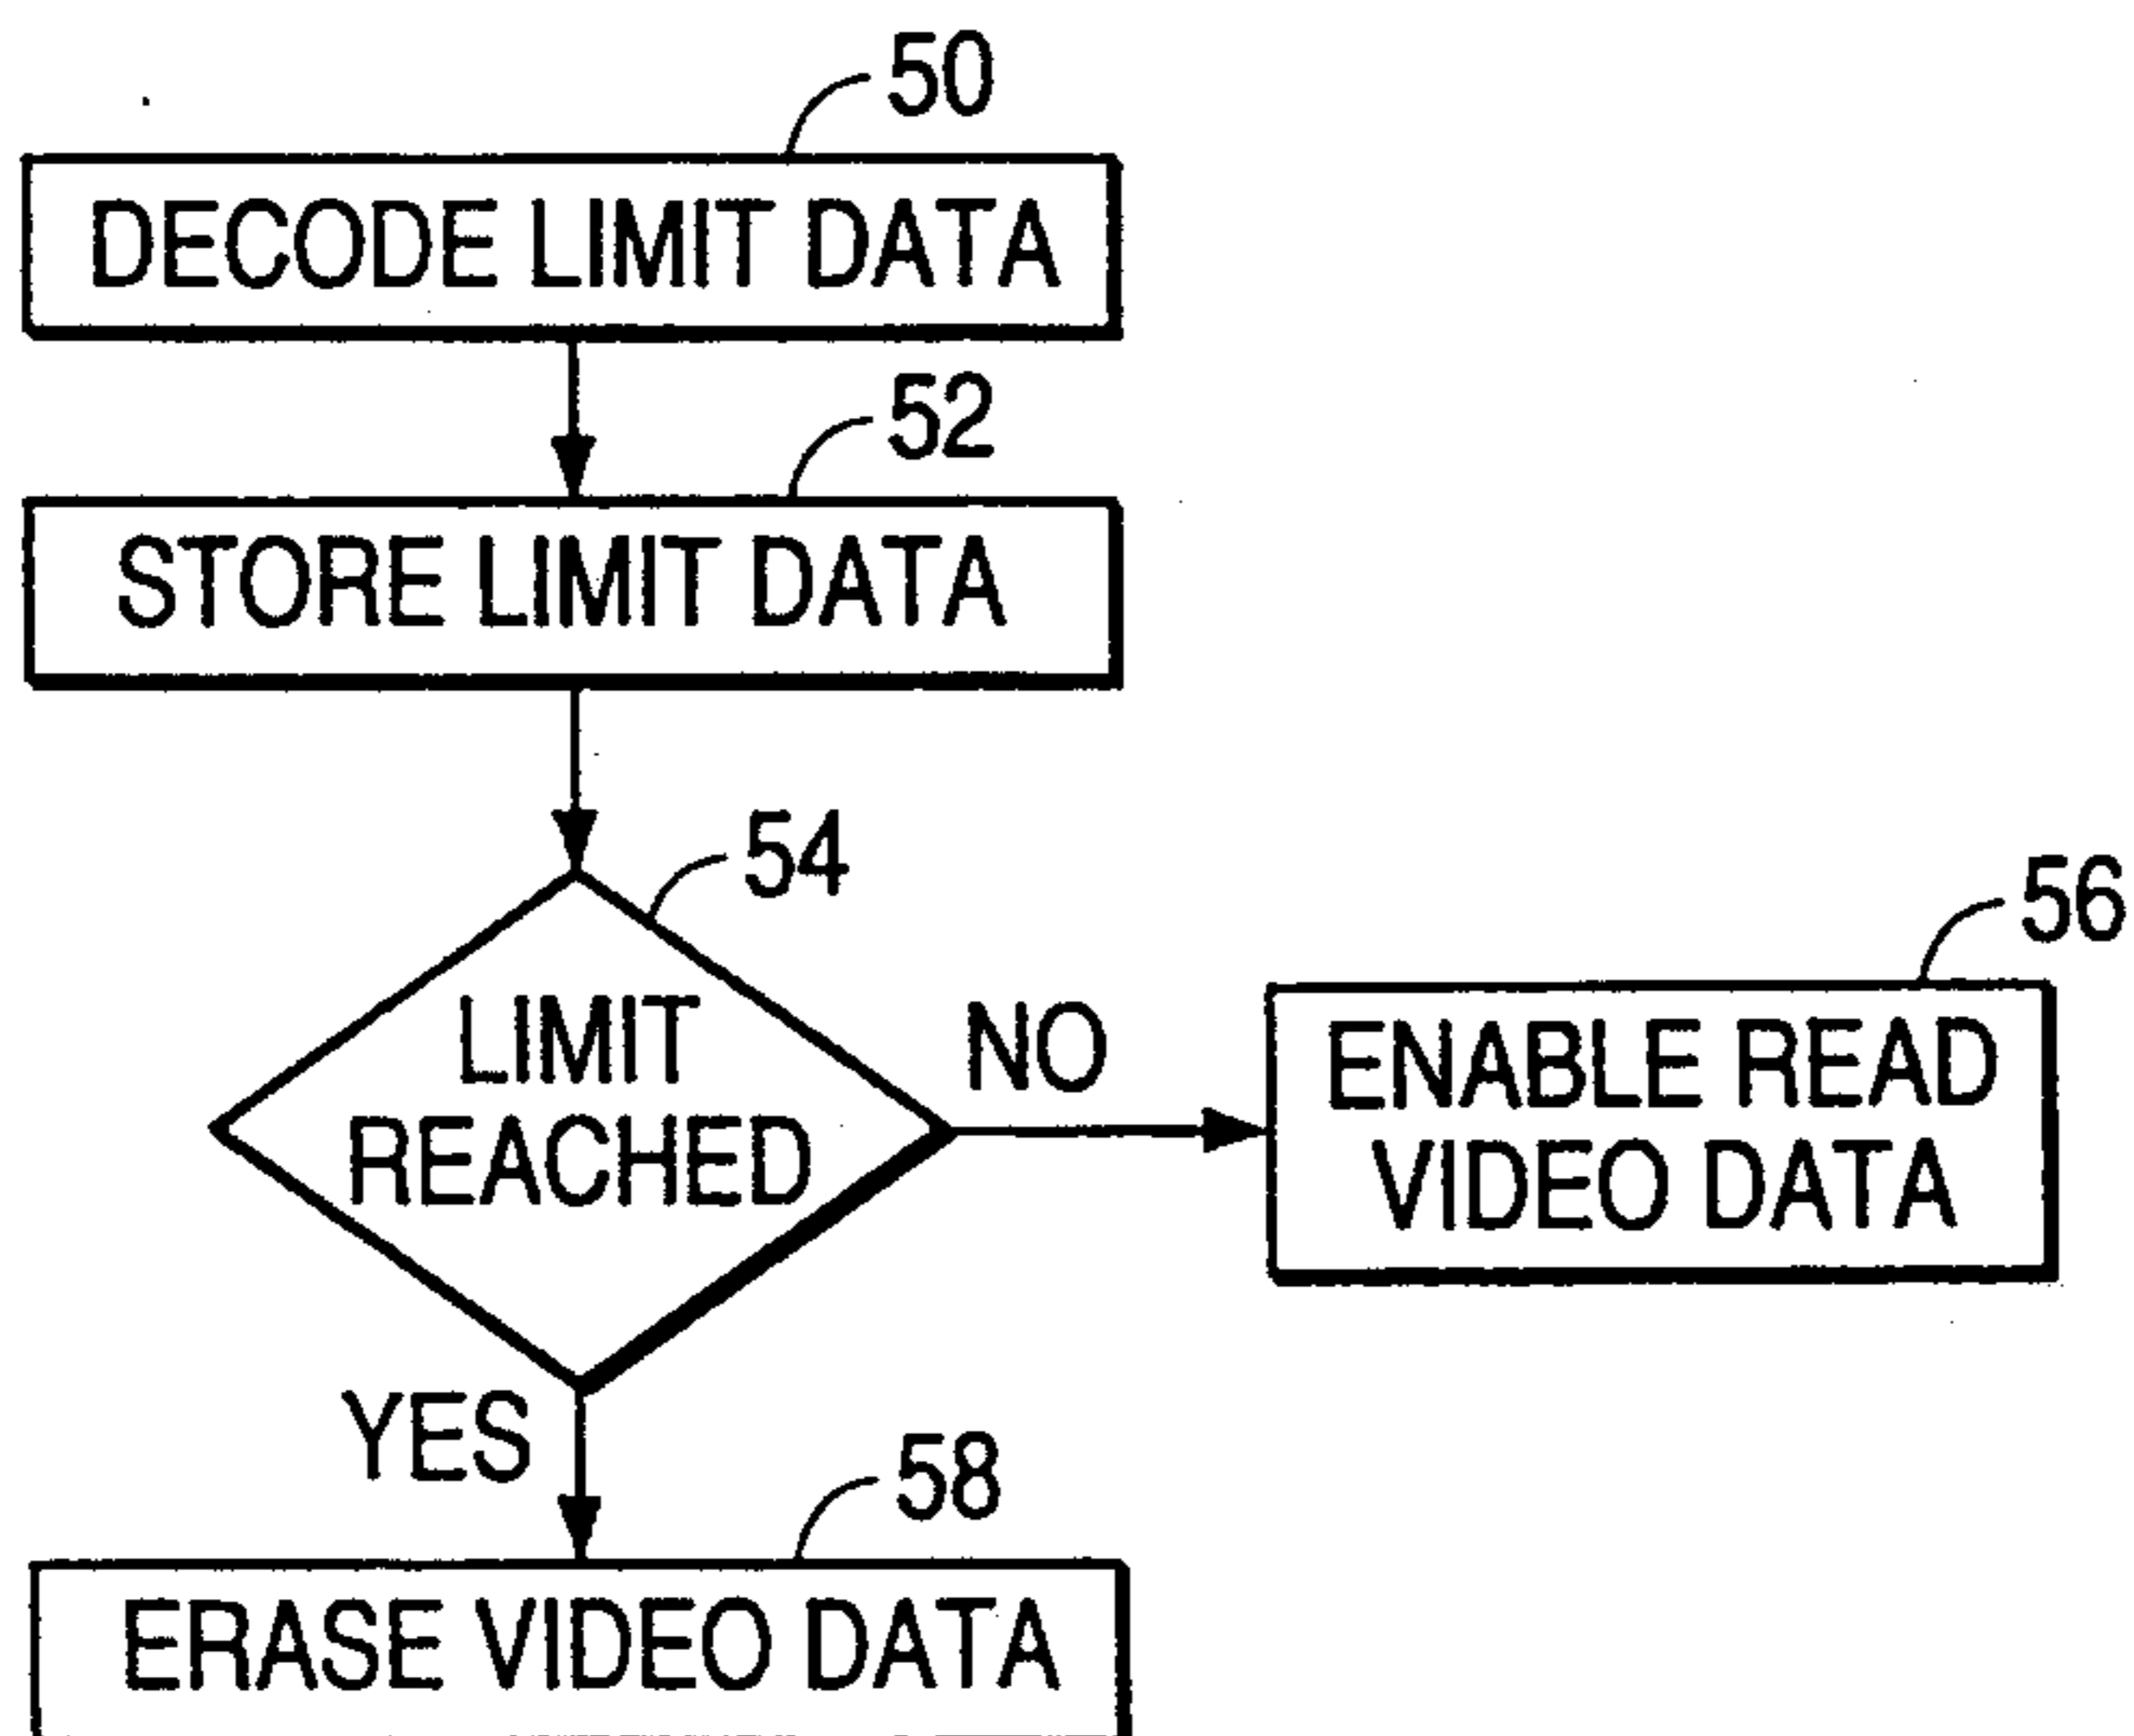 50
DECODE LIMIT DATA
52
STORE LIMIT DATA
54
LIMIT
REACHED
NO
56
ENABLE READ
VIDEO DATA
YES
58
ERASE VIDEO DATA